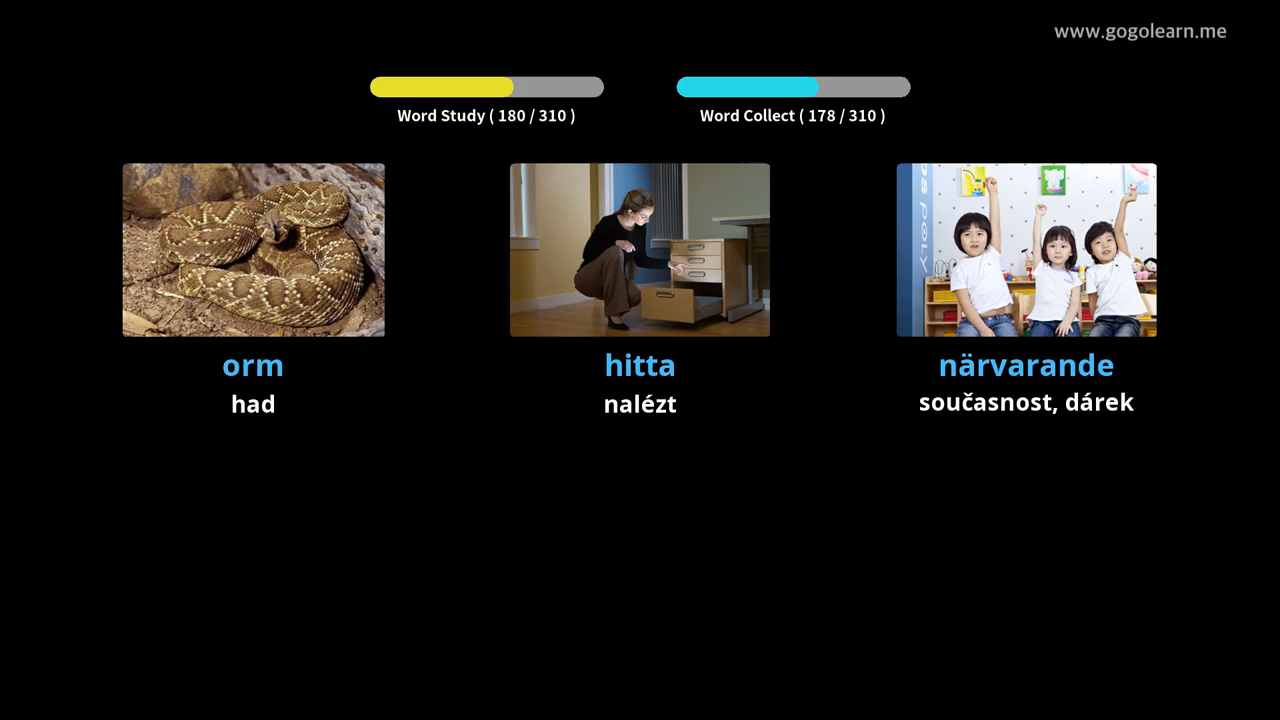 www.gogolearn.me
Word Study ( 180 / 310 )
Word Collect ( 178 / 310 )
orm
had
hitta
nalézt
närvarande
současnost, dárek